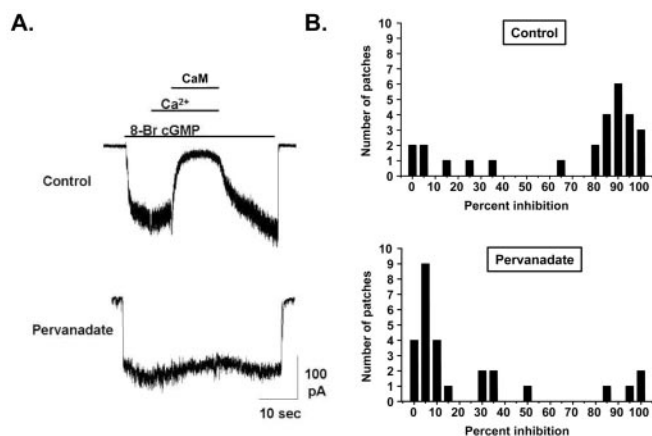 A.
CaM
Ca2+
8-Br cGMP
Control
Pervanadate
100
pA
10 sec
B.
Control
Number of patches
10
9
8
7
6
5
4
3
2
1
0
0 10 20 30 40 50 60 70 80 90 100
Percent inhibition
Pervanadate
Number of patches
10
9
8
7
6
5
4
3
2
1
0
0 10 20 30 40 50 60 70 80 90 100
Percent inhibition